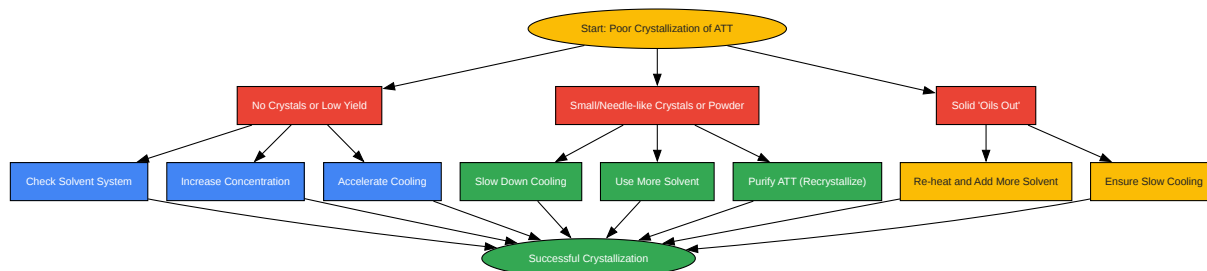 Start: Poor Crystallization of ATT
No Crystals or Low Yield
Small/Needle-like Crystals or Powder
Solid 'Oils Out'
Check Solvent System
Increase Concentration
Accelerate Cooling
Slow Down Cooling
Use More Solvent
Purify ATT (Recrystallize)
Re-heat and Add More Solvent
Ensure Slow Cooling
Successful Crystallization